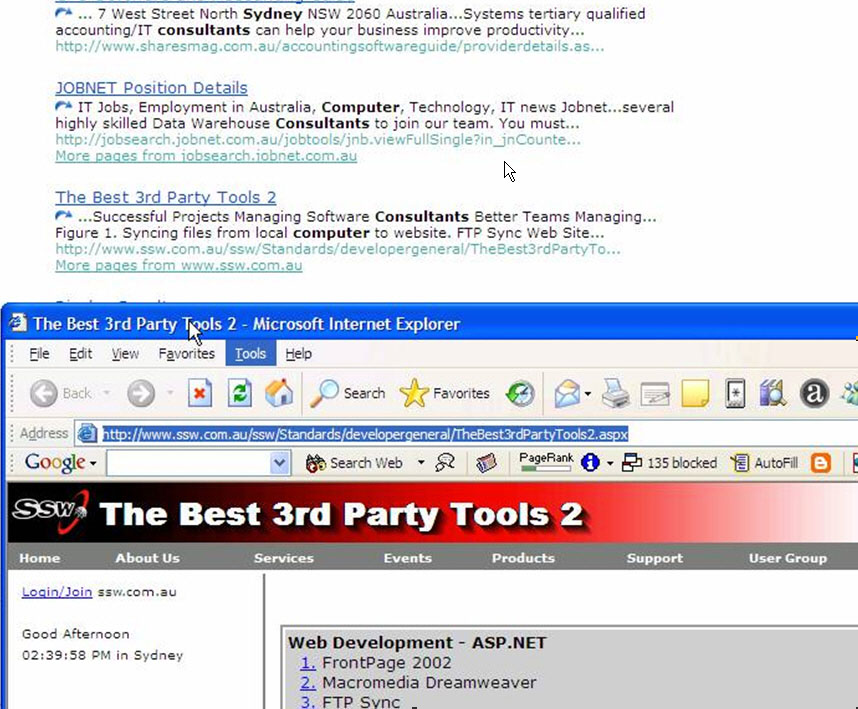 ... 7 West Street North Sydney NSW 2060 Australia...Systems tertiary qualified
accounting/IT consultants can help your business improve productivity...
http://www.sharesmag.com.au/accountingsoftwareguide/providerdetails.as...
JOBNET Position Details
IT Jobs, Employment in Australia, Computer, Technology, IT news Jobnet...several
highly skilled Data Warehouse Consultants to join our team. You must...
http://jobsearch.jobnet.com.au/jobtools/jnb.viewFullSingle?in_jnCounte...
More pages from jobsearch.jobnet.com.au
The Best 3rd Party Tools 2
...Successful Projects Managing Software Consultants Better Teams Managing...
Figure 1. Syncing files from local computer to website. FTP Sync Web Site...
http://www.ssw.com.au/ssw/Standards/developergeneral/TheBest3rdPartyTo...
More pages from www.ssw.com.au
The Best 3rd Party Tools 2 - Microsoft Internet Explorer
File Edit View Favorites Tools Help
Back Search Favorites a
Address http://www.ssw.com.au/ssw/Standards/developergeneral/TheBest3rdPartyTools2.aspx
Google Search Web PageRank 135 blocked AutoFill
SSW The Best 3rd Party Tools 2
Home About Us Services Events Products Support User Group
Login/Join ssw.com.au
Good Afternoon
02:39:58 PM in Sydney
Web Development - ASP.NET
1. FrontPage 2002
2. Macromedia Dreamweaver
3. FTP Sync